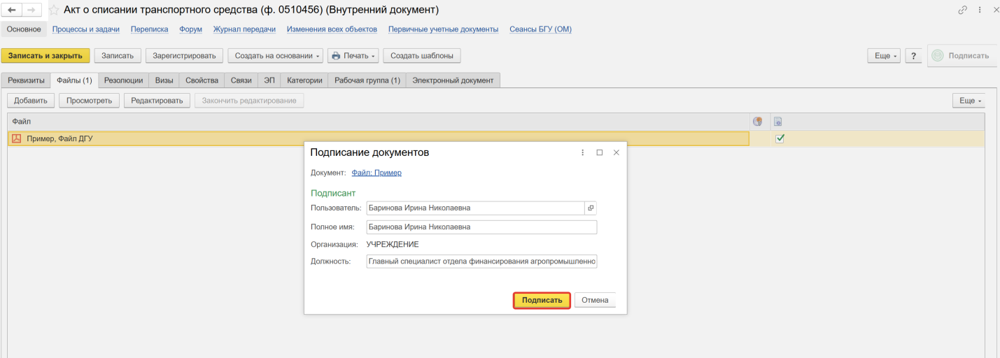 Акт о списании транспортного средства (ф. 0510456) (Внутренний документ)
Основное Процессы и задачи Переписка Форум Журнал передачи Изменения всех объектов Первичные учетные документы Сеансы БГУ (ОМ)
Записать и закрыть Записать Зарегистрировать Создать на основании Печать Создать шаблоны Еще ? Подписать
Реквизиты Файлы (1) Резолюции Визы Свойства Связи ЭП Категории Рабочая группа (1) Электронный документ
Добавить Просмотреть Редактировать Закончить редактирование Еще
Файл
Пример, Файл ДГУ
Подписание документов
Документ: Файл: Пример
Подписант
Пользователь: Баринова Ирина Николаевна
Полное имя: Баринова Ирина Николаевна
Организация: УЧРЕЖДЕНИЕ
Должность: Главный специалист отдела финансирования агропромышленно
Подписать Отмена